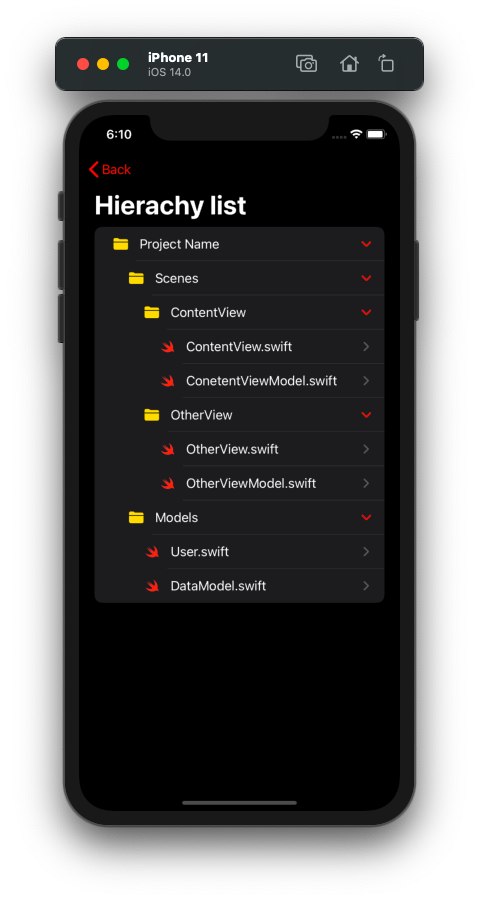 iPhone 11
iOS 14.0
6:10
Back
Hierachy list
Project Name
Scenes
ContentView
ContentView.swift
ConetentViewModel.swift
OtherView
OtherView.swift
OtherViewModel.swift
Models
User.swift
DataModel.swift